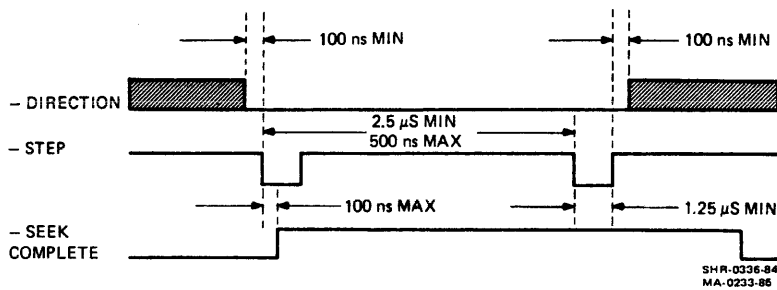 100 ns MIN
100 ns MIN
– DIRECTION
2.5 μS MIN
– STEP
500 ns MAX
100 ns MAX
1.25 μS MIN
– SEEK
COMPLETE
SHR-0336-84
MA-0233-86